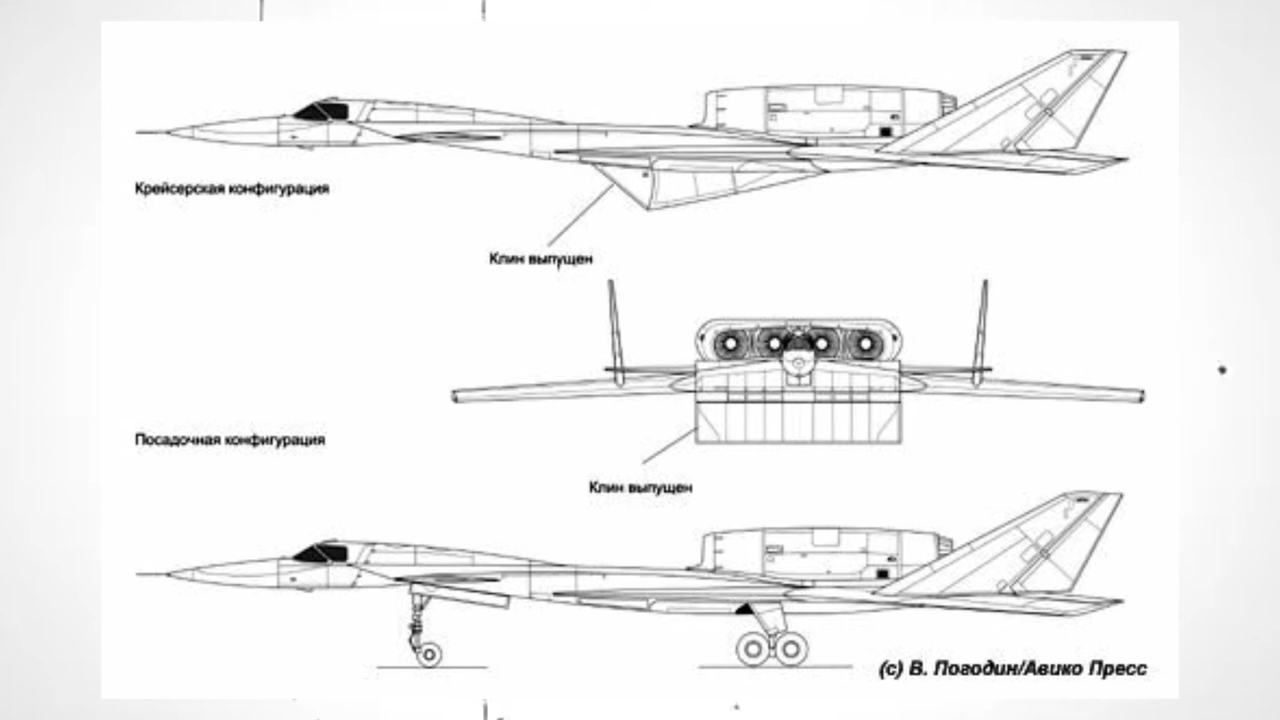 Крейсерская конфигурация
Клин выпущен
Посадочная конфигурация
Клин выпущен
(с) В. Погодин/Авико Пресс